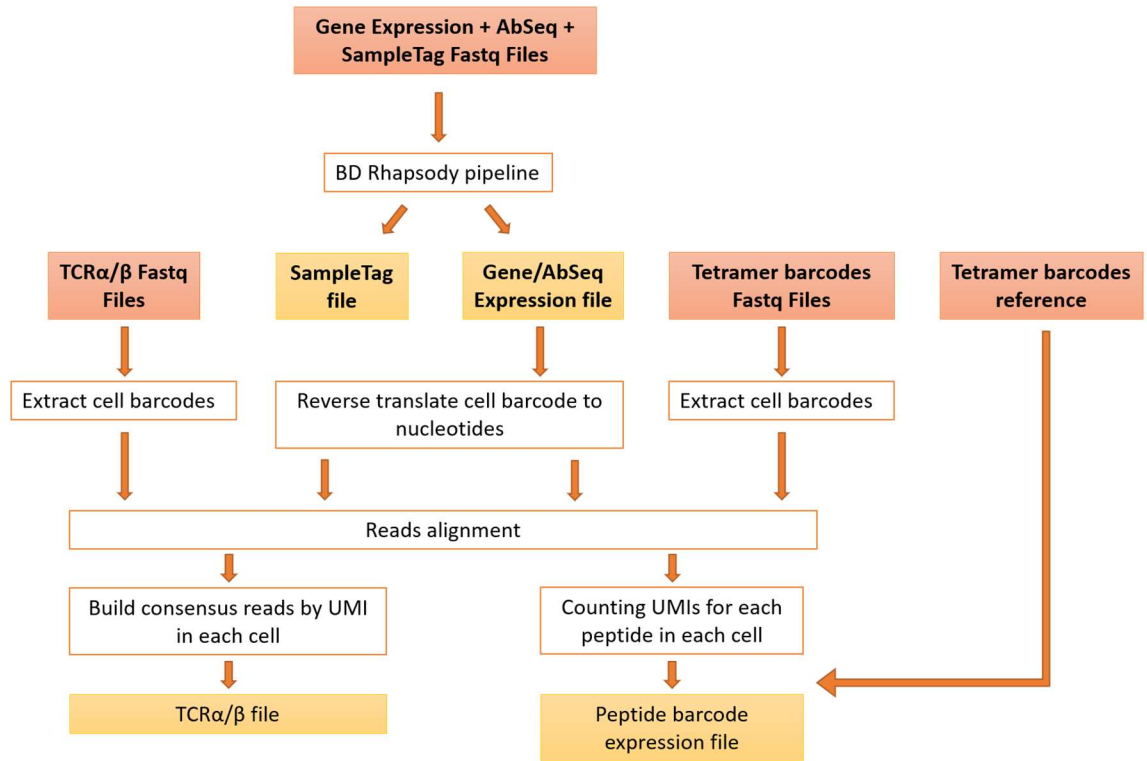 Gene Expression + AbSeq +
SampleTag Fastq Files
BD Rhapsody pipeline
TCRα/β Fastq
Files
SampleTag
file
Gene/AbSeq
Expression file
Tetramer barcodes
Fastq Files
Tetramer barcodes
reference
Extract cell barcodes
Reverse translate cell barcode to
nucleotides
Extract cell barcodes
Reads alignment
Build consensus reads by UMI
in each cell
Counting UMIs for each
peptide in each cell
TCRα/β file
Peptide barcode
expression file